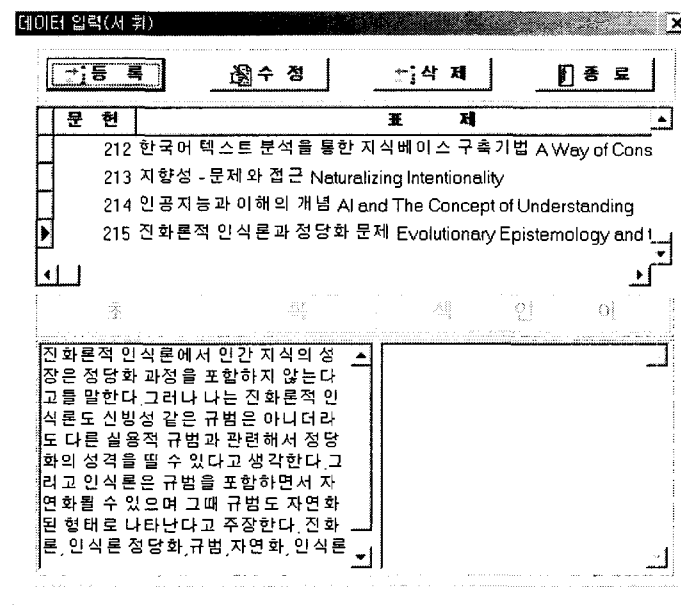 데이터 입력(서 휘)
등 록 수 정 삭 제 종 료
문 헌 표 제
212 한국어 텍스트 분석을 통한 지식베이스 구축기법 A Way of Cons
213 지향성 - 문제와 접근 Naturalizing Intentionality
214 인공지능과 이해의 개념 AI and The Concept of Understanding
215 진화론적 인식론과 정당화 문제 Evolutionary Epistemology and t
초 록 색 인 어
진화론적 인식론에서 인간 지식의 성
장은 정당화 과정을 포함하지 않는다
고들 말한다.그러나 나는 진화론적 인
식론도 신빙성 같은 규범은 아니더라
도 다른 실용적 규범과 관련해서 정당
화의 성격을 띨 수 있다고 생각한다.그
리고 인식론은 규범을 포함하면서 자
연화될 수 있으며 그때 규범도 자연화
된 형태로 나타난다고 주장한다.진화
론,인식론 정당화,규범,자연화,인식론